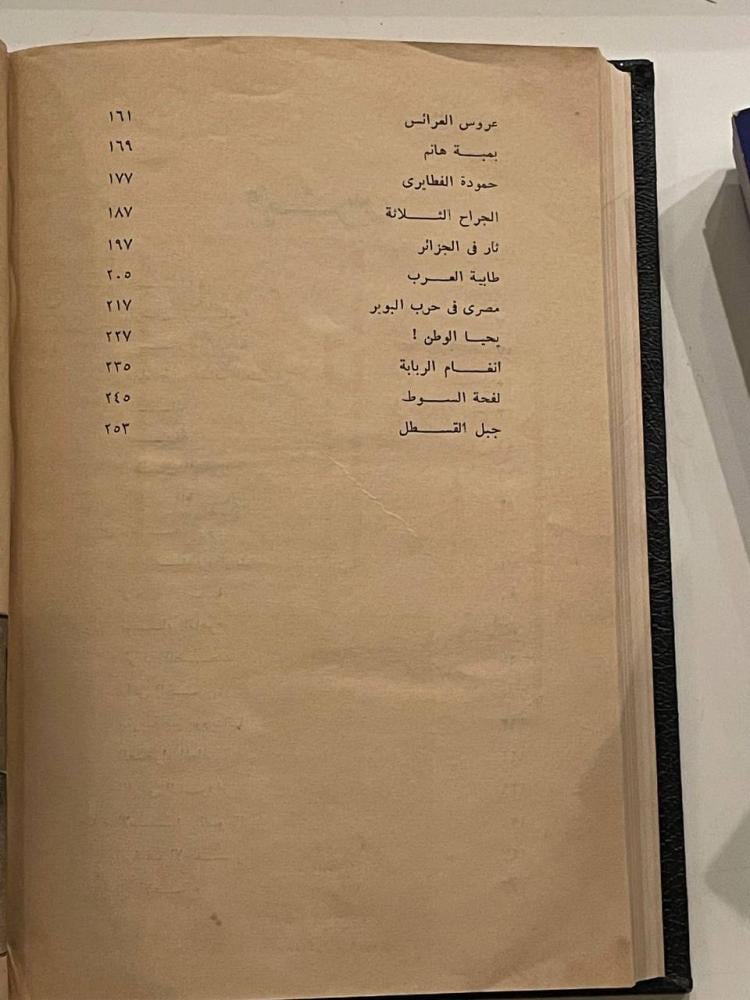 عروس العرائس ١٦١
بمبة هانم ١٦٩
حمودة الفطايرى ١٧٧
الجراح الثلاثة ١٨٧
ثار فى الجزائر ١٩٧
طابية العرب ٢٠٥
مصرى فى حرب البوير ٢١٧
يحيا الوطن ! ٢٢٧
انغام الربابة ٢٣٥
لفحة السوط ٢٤٥
جبل القسطل ٢٥٣